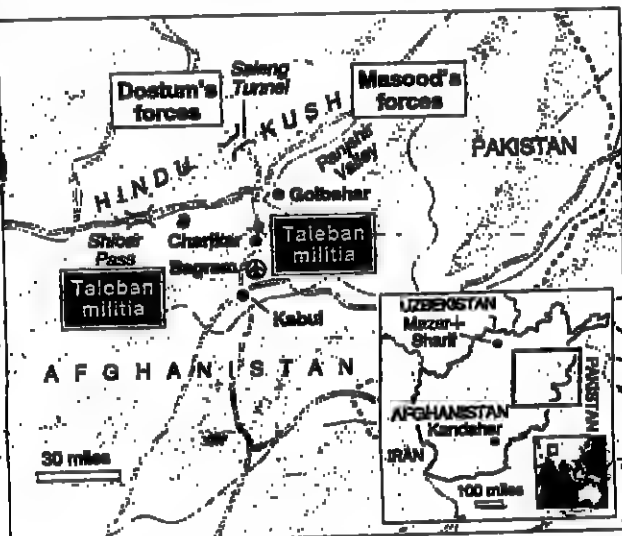 Dostum's
forces
Salang
Tunnel
Masood's
forces
HINDU KUSH
Panjshir
Valley
PAKISTAN
Golbahar
Shibar
Pass
Charikar
Taleban
militia
Bagram
Taleban
militia
Kabul
AFGHANISTAN
30 miles
UZBEKISTAN
Mazar-i-
Sharif
PAKISTAN
AFGHANISTAN
Kandahar
IRAN
100 miles